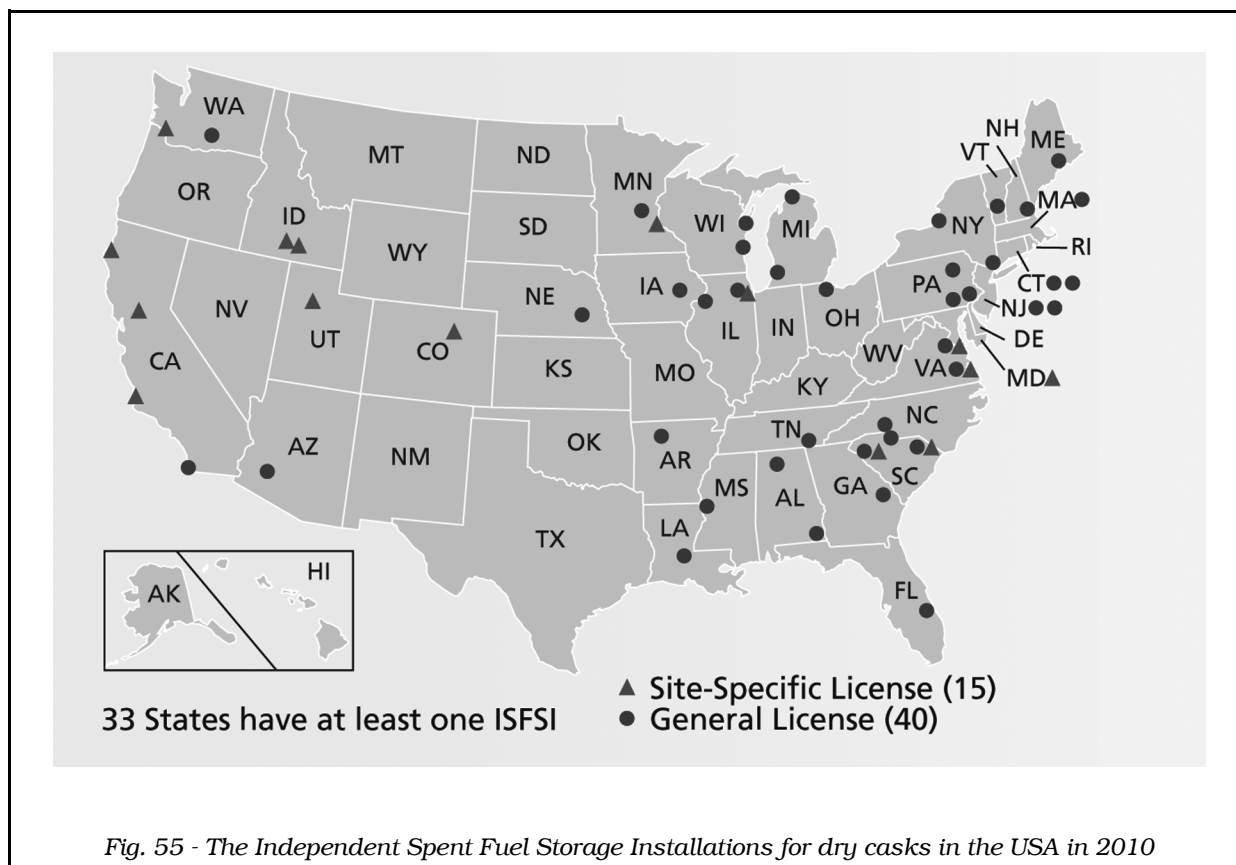 WA
MT
ND
MN
OR
ID
SD
WI
MI
WY
NH
VT
ME
MA
NY
RI
CT
NV
UT
CO
NE
IA
IL
IN
OH
PA
NJ
DE
MD
CA
KS
MO
WV
VA
KY
AZ
NM
OK
AR
TN
NC
SC
MS
AL
GA
TX
LA
FL
AK
HI
Site-Specific License (15)
33 States have at least one ISFSI
General License (40)
Fig. 55 - The Independent Spent Fuel Storage Installations for dry casks in the USA in 2010